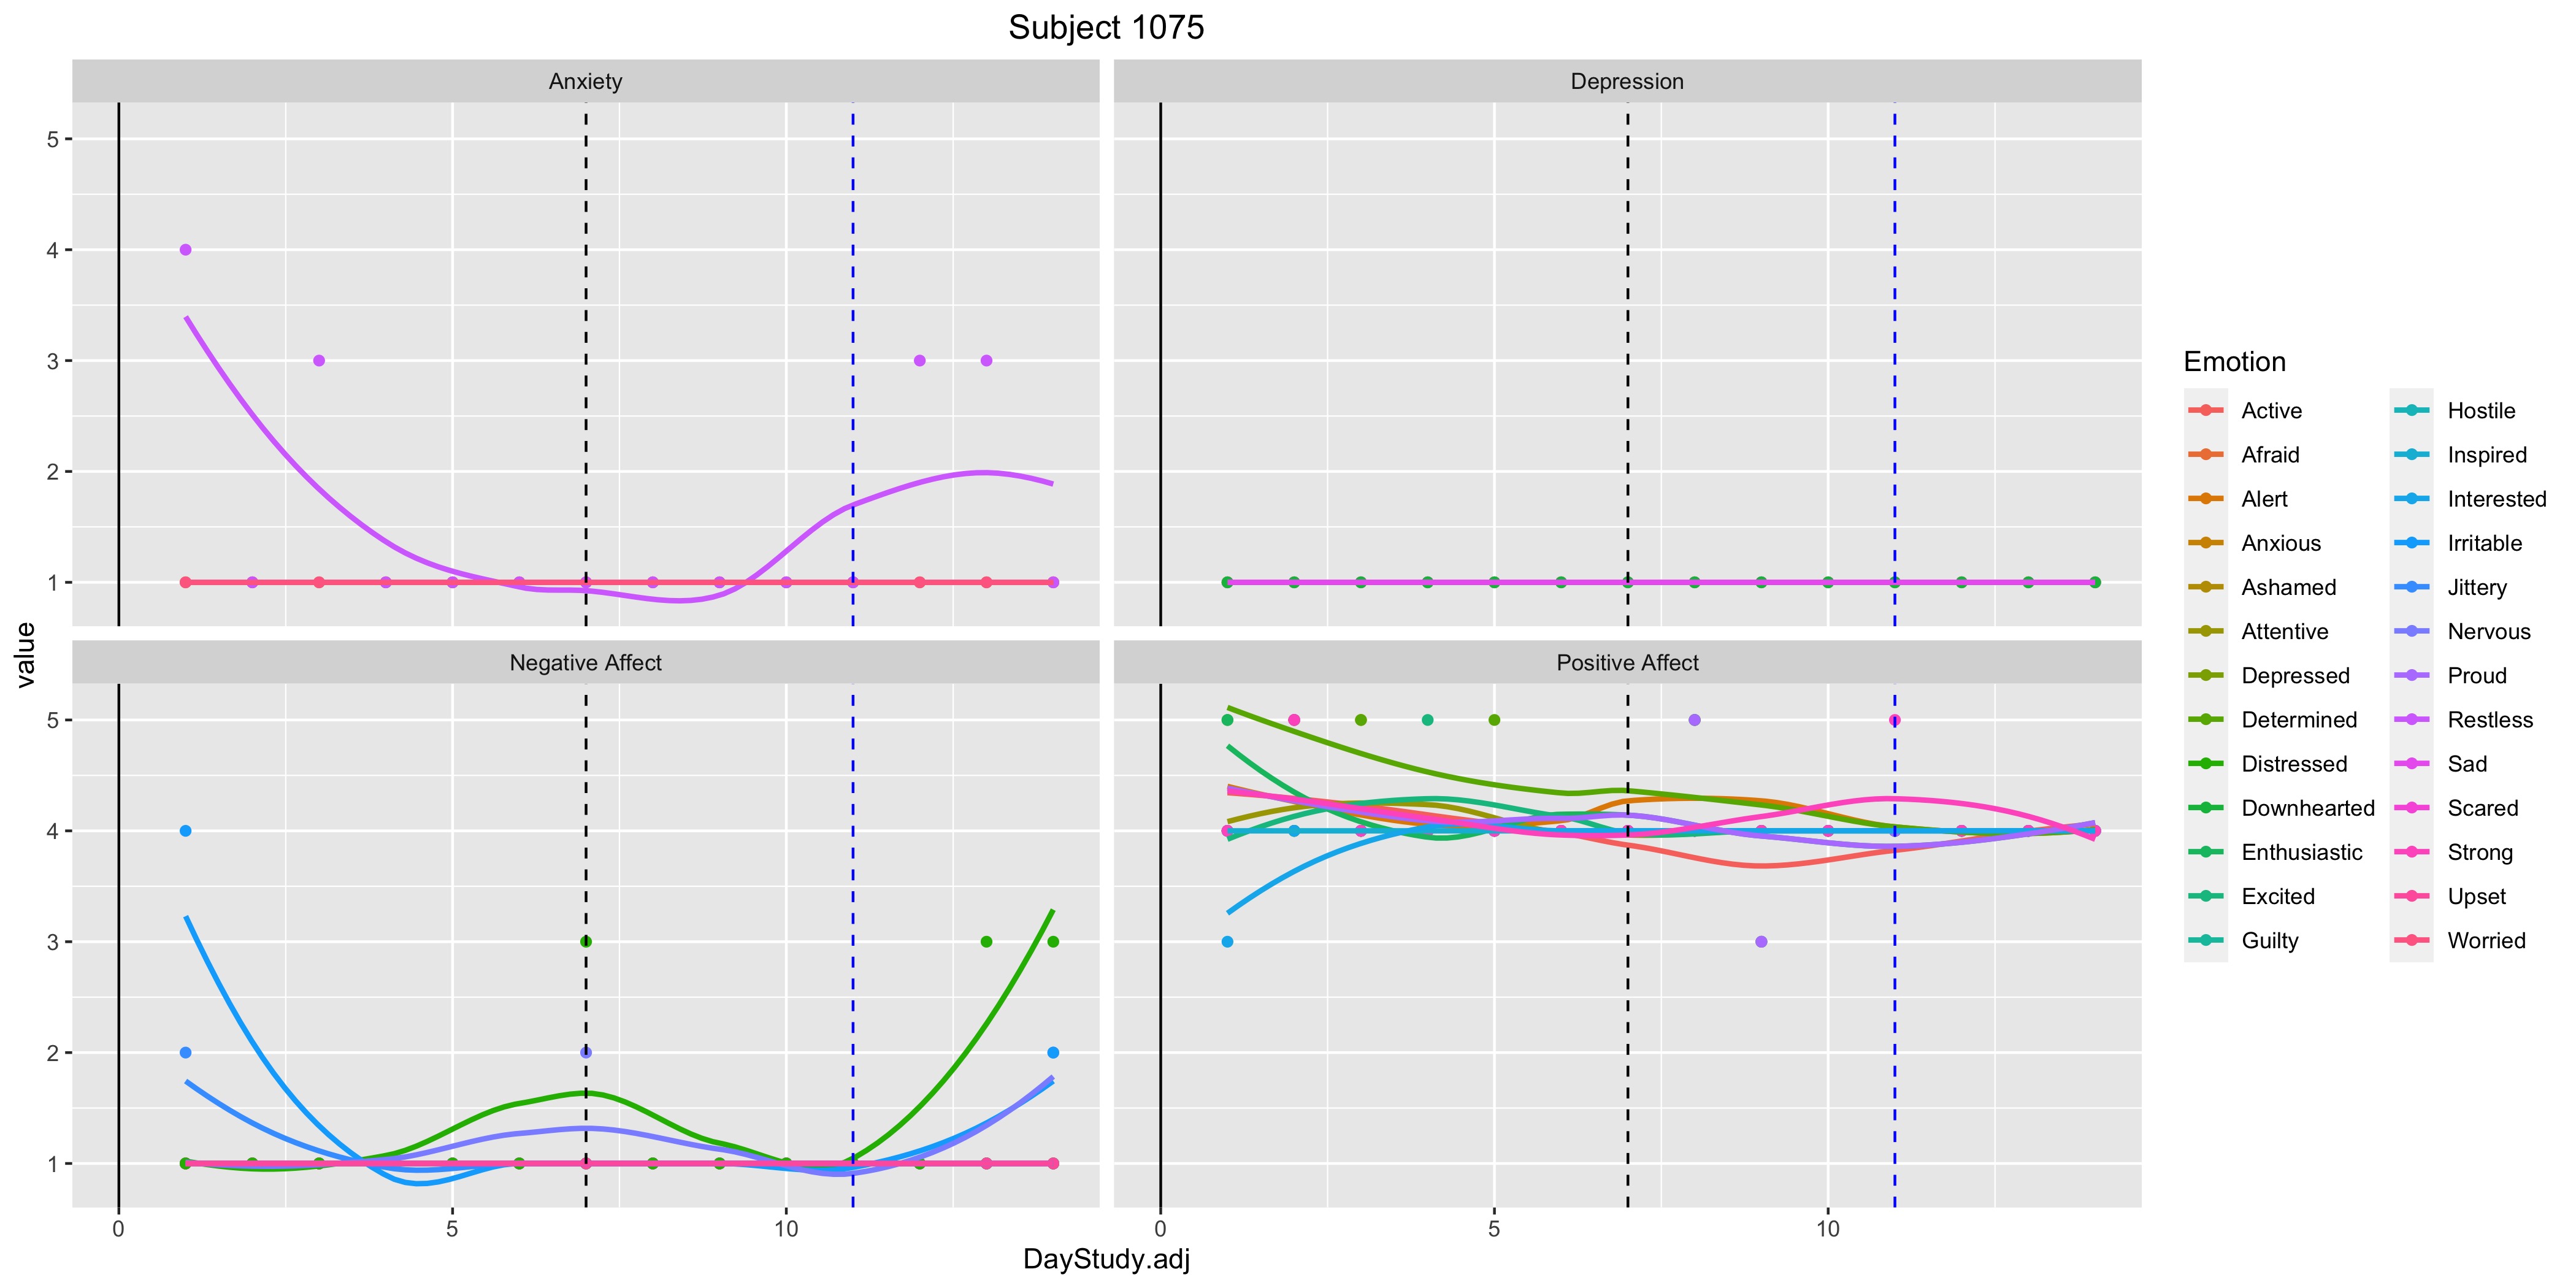 Subject 1075
Anxiety
Depression
5
4
3
2
1
Negative Affect
Positive Affect
5
4
3
2
1
0
5
10
0
5
10
DayStudy.adj
value
Emotion
Active
Afraid
Alert
Anxious
Ashamed
Attentive
Depressed
Determined
Distressed
Downhearted
Enthusiastic
Excited
Guilty
Hostile
Inspired
Interested
Irritable
Jittery
Nervous
Proud
Restless
Sad
Scared
Strong
Upset
Worried